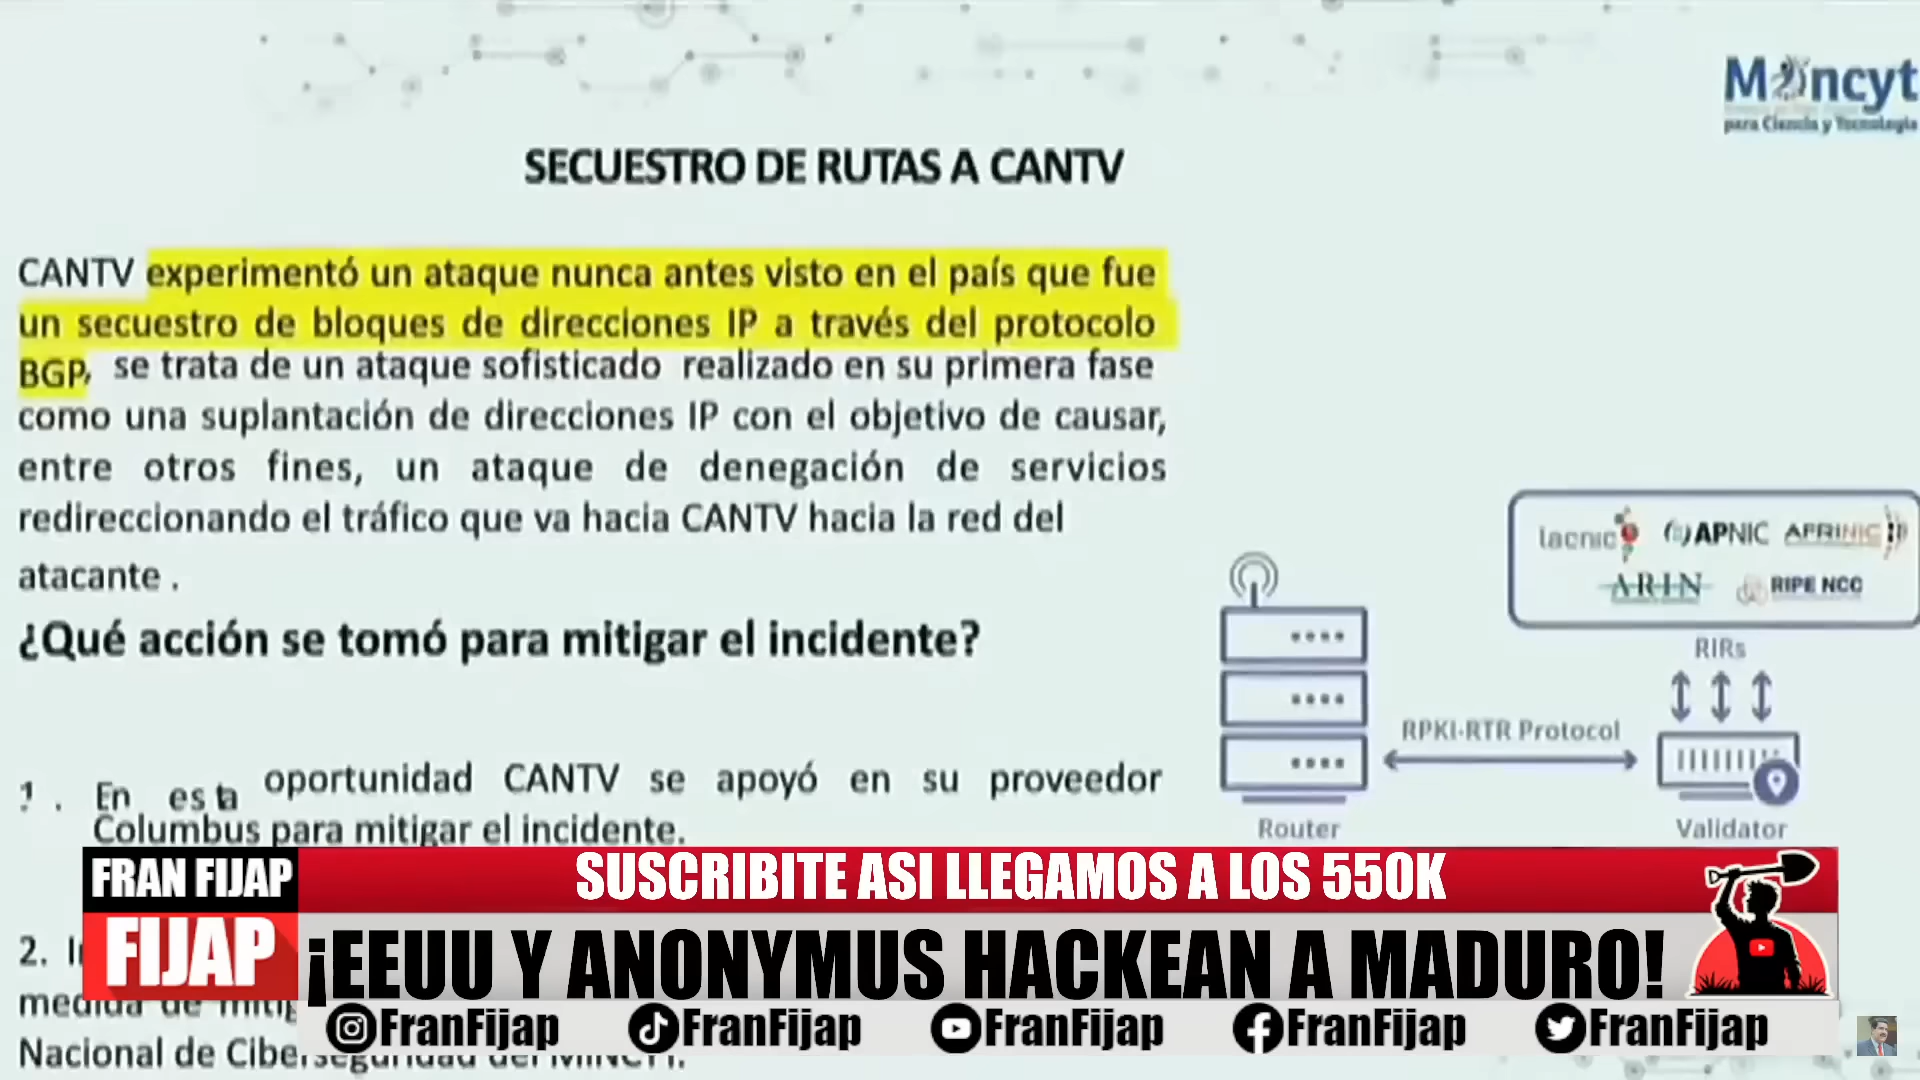 Mincyt
para Ciencia y Tecnología
SECUESTRO DE RUTAS A CANTV
CANTV experimentó un ataque nunca antes visto en el país que fue
un secuestro de bloques de direcciones IP a través del protocolo
BGP, se trata de un ataque sofisticado realizado en su primera fase
como una suplantación de direcciones IP con el objetivo de causar,
entre otros fines, un ataque de denegación de servicios
redireccionando el tráfico que va hacia CANTV hacia la red del
atacante .
¿Qué acción se tomó para mitigar el incidente?
1 . En esta oportunidad CANTV se apoyó en su proveedor
Columbus para mitigar el incidente.
2.
medida de
Nacional de Ciberseguridad del MINCYT.
lacnic APNIC AFRINIC
ARIN RIPE NCC
RIRs
RPKI-RTR Protocol
Router
Validator
FRAN FIJAP
SUSCRIBITE ASI LLEGAMOS A LOS 550K
FIJAP
¡EEUU Y ANONYMUS HACKEAN A MADURO!
FranFijap FranFijap FranFijap FranFijap FranFijap